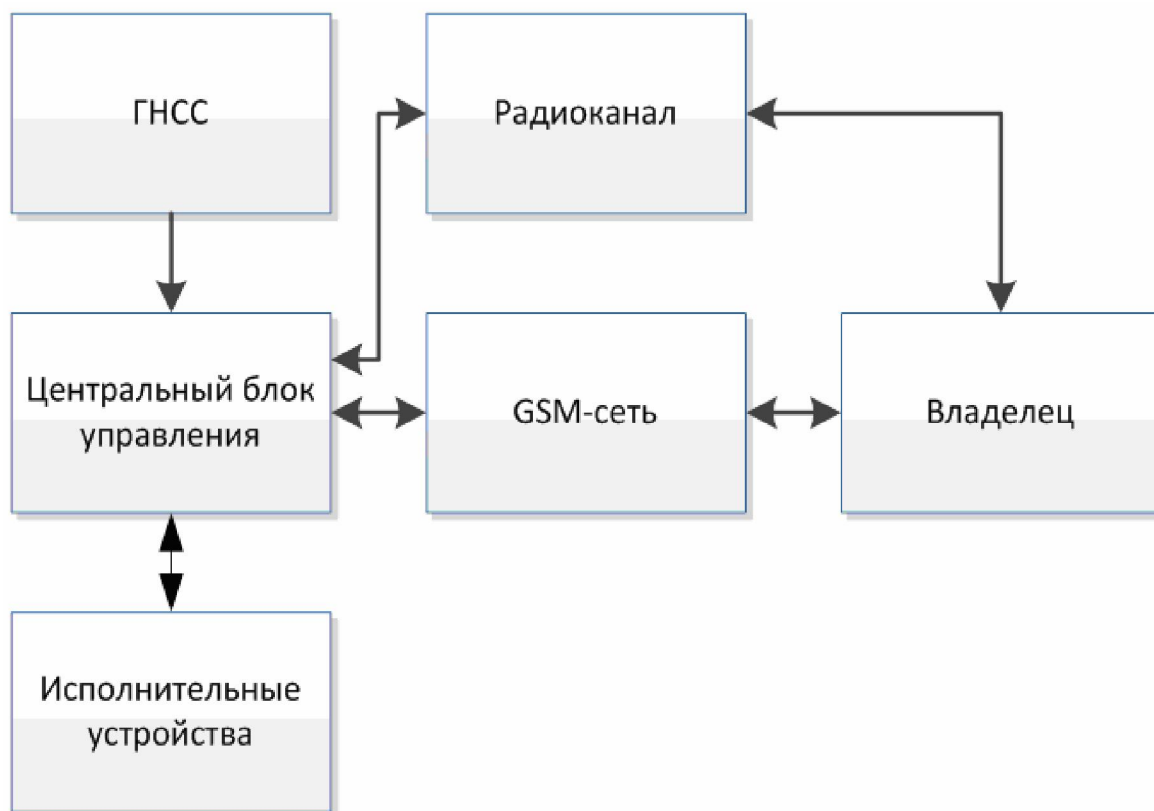 ГНСС
Радиоканал
Центральный блок
управления
GSM-сеть
Владелец
Исполнительные
устройства